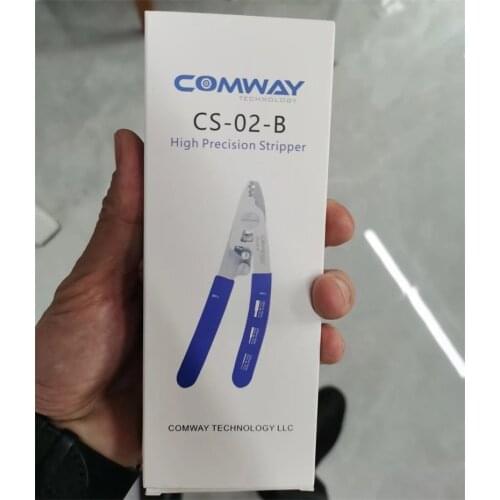 COMWAY
TECHNOLOGY
CS-02-B
High Precision Stripper
COMWAY TECHNOLOGY LLC